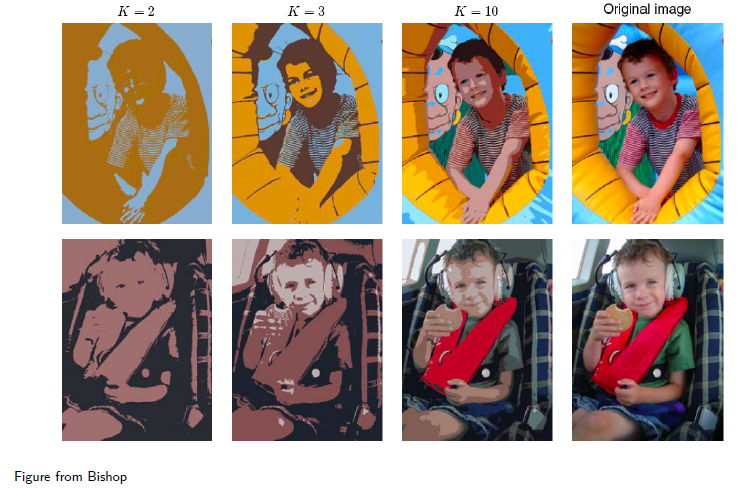 K = 2
K = 3
K = 10
Original image
Figure from Bishop